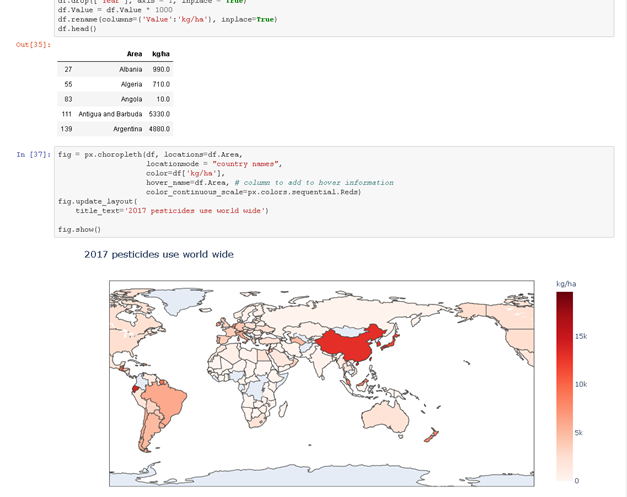 df.drop(['Year'], axis = 1, inplace = True)
df.Value = df.Value * 1000
df.rename(columns={'Value':'kg/ha'}, inplace=True)
df.head()
Out[35]:
Area kg/ha
27 Albania 990.0
55 Algeria 710.0
83 Angola 10.0
111 Antigua and Barbuda 5330.0
139 Argentina 4880.0
In [37]: fig = px.choropleth(df, locations=df.Area,
locationmode = "country names",
color=df['kg/ha'],
hover_name=df.Area, # column to add to hover information
color_continuous_scale=px.colors.sequential.Reds)
fig.update_layout(
title_text='2017 pesticides use world wide')
fig.show()
2017 pesticides use world wide
kg/ha
15k
10k
5k
0